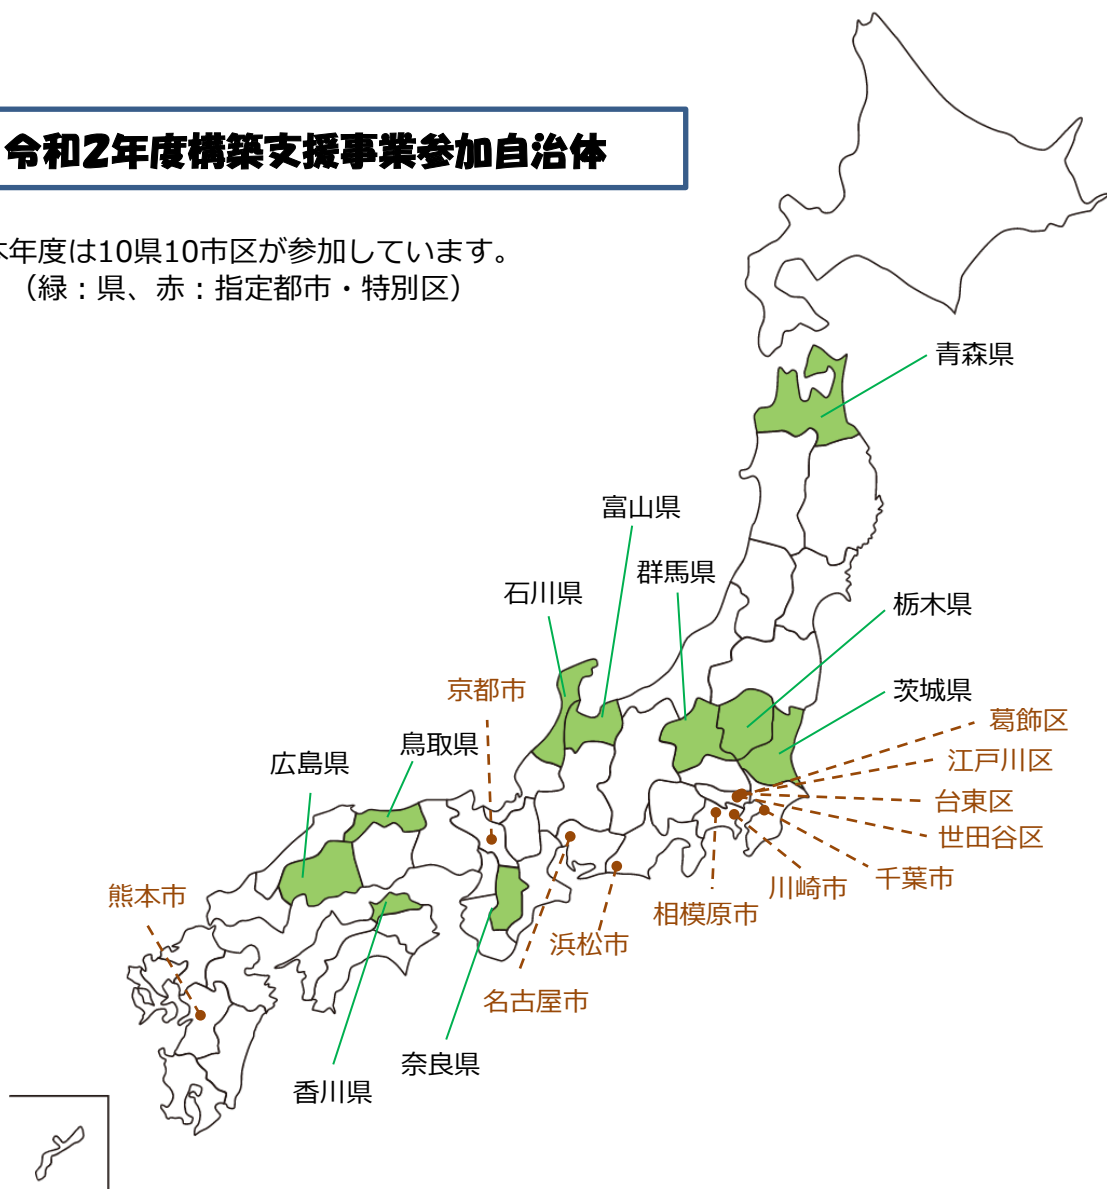 令和2年度構築支援事業参加自治体
年度は10県10市区が参加しています。
（緑：県、赤：指定都市・特別区）
青森県
富山県
群馬県
石川県
栃木県
京都市
茨城県
葛飾区
鳥取県
広島県
江戸川区
台東区
世田谷区
千葉市
川崎市
熊本市
相模原市
浜松市
名古屋市
奈良県
香川県